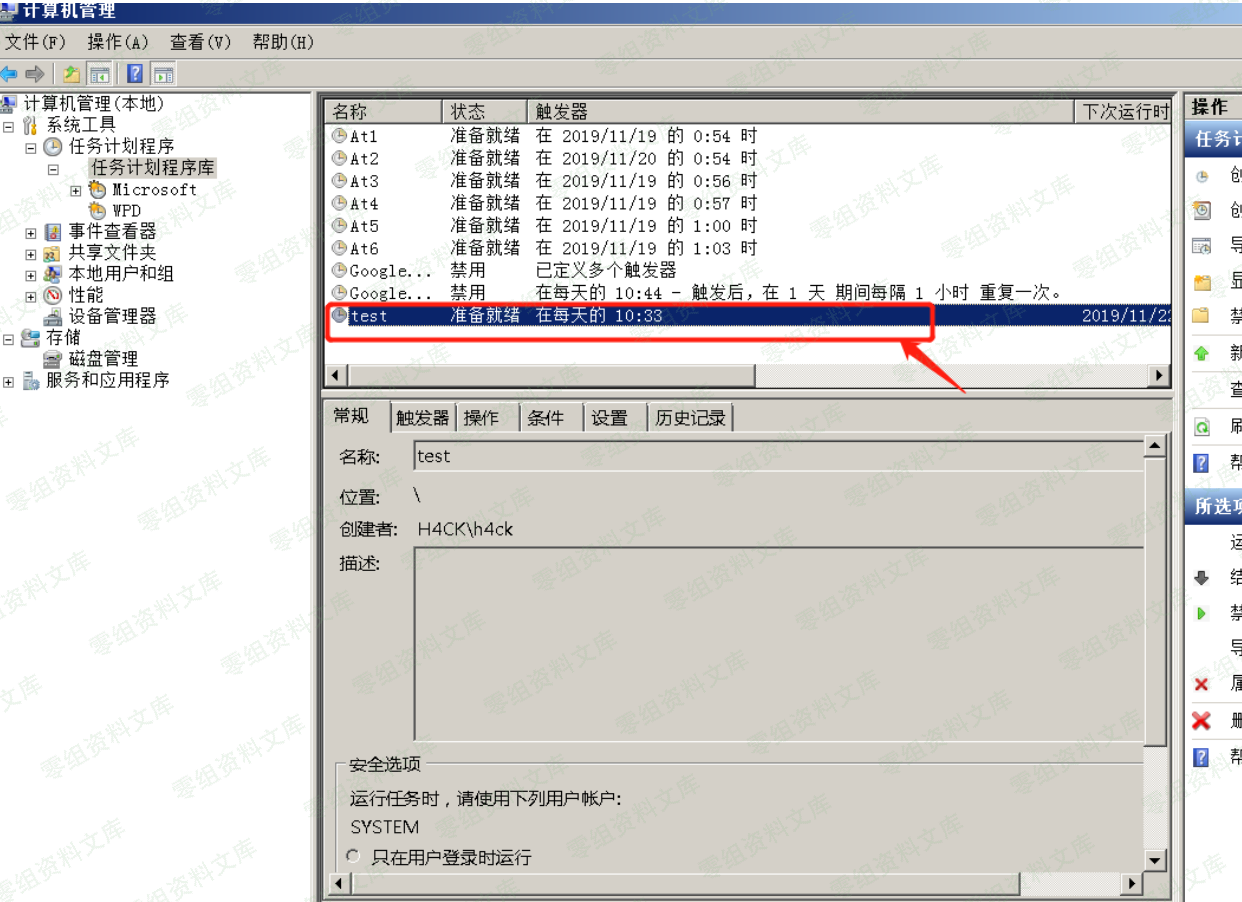 计算机管理
文件(F) 操作(A) 查看(V) 帮助(H)
计算机管理(本地)
系统工具
任务计划程序
任务计划程序库
Microsoft
WPD
事件查看器
共享文件夹
本地用户和组
性能
设备管理器
存储
磁盘管理
服务和应用程序
名称 状态 触发器 下次运行时
At1 准备就绪 在 2019/11/19 的 0:54 时
At2 准备就绪 在 2019/11/20 的 0:54 时
At3 准备就绪 在 2019/11/19 的 0:56 时
At4 准备就绪 在 2019/11/19 的 0:57 时
At5 准备就绪 在 2019/11/19 的 1:00 时
At6 准备就绪 在 2019/11/19 的 1:03 时
Google... 禁用 已定义多个触发器
Google... 禁用 在每天的 10:44 - 触发后，在 1 天 期间每隔 1 小时 重复一次。
test 准备就绪 在每天的 10:33 2019/11/22
常规 触发器 操作 条件 设置 历史记录
名称: test
位置: \
创建者: H4CK\h4ck
描述:
安全选项
运行任务时，请使用下列用户帐户:
SYSTEM
只在用户登录时运行
操作
任务计
创
创
导
显
禁
新
查
刷
帮
所选项
运
结
禁
导
属
删
帮
零组资料文库